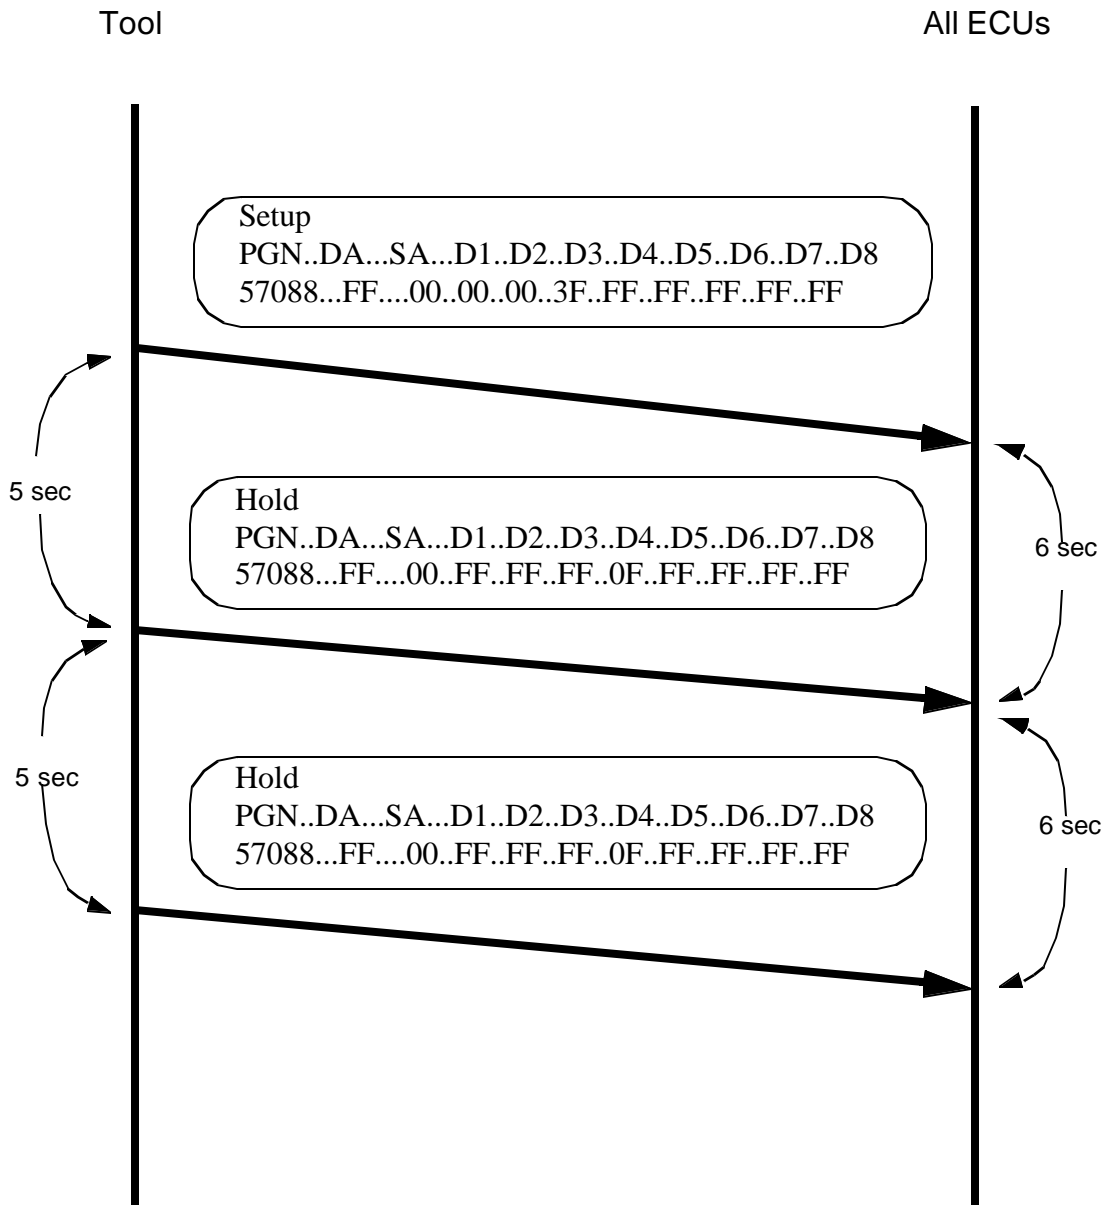 Tool
All ECUs
Setup
PGN..DA...SA...D1..D2..D3..D4..D5..D6..D7..D8
57088...FF....00..00..00..3F..FF..FF..FF..FF..FF
5 sec
Hold
PGN..DA...SA...D1..D2..D3..D4..D5..D6..D7..D8
57088...FF....00..FF..FF..FF..0F..FF..FF..FF..FF
6 sec
5 sec
Hold
PGN..DA...SA...D1..D2..D3..D4..D5..D6..D7..D8
57088...FF....00..FF..FF..FF..0F..FF..FF..FF..FF
6 sec